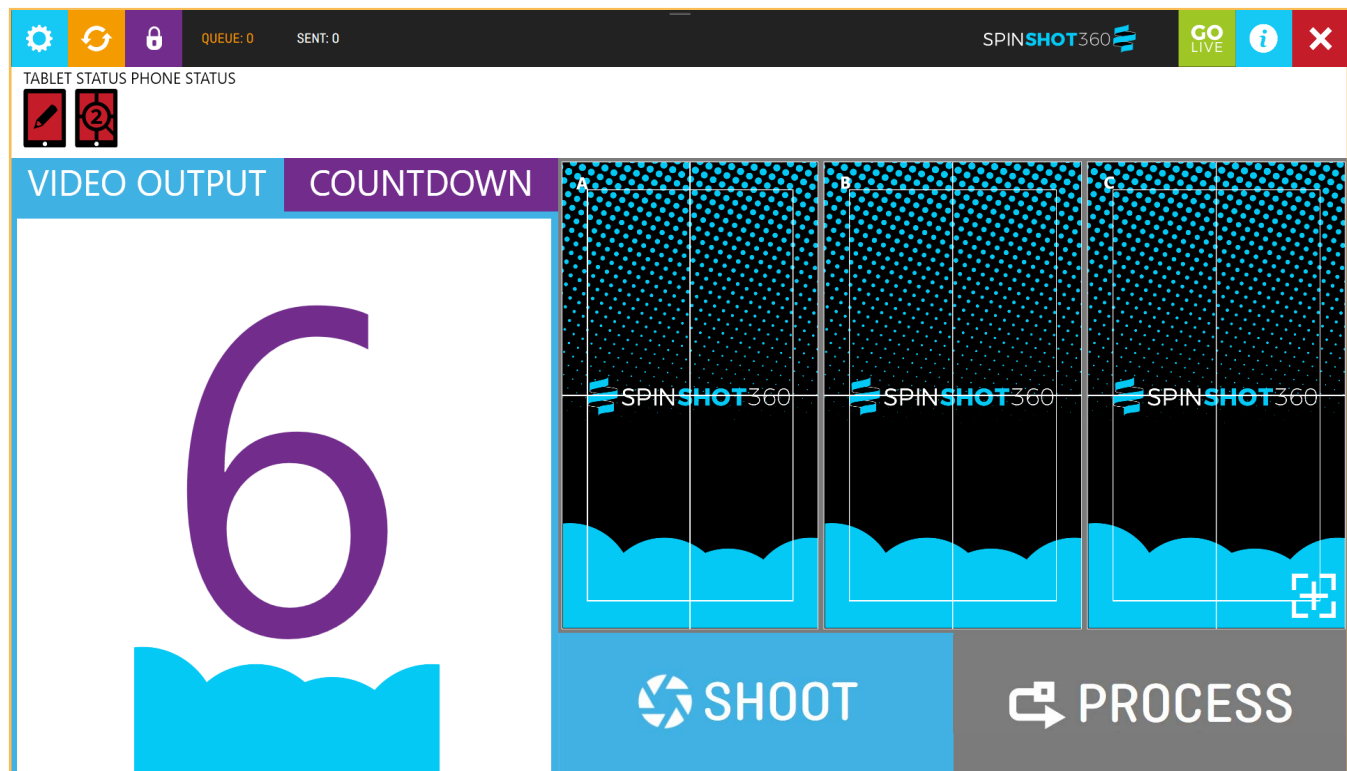 QUEUE: 0
SENT: 0
SPINSHOT360
GO
LIVE
i
TABLET STATUS PHONE STATUS
2
VIDEO OUTPUT
COUNTDOWN
6
A
B
C
SPINSHOT360
SPINSHOT360
SPINSHOT360
SHOOT
PROCESS